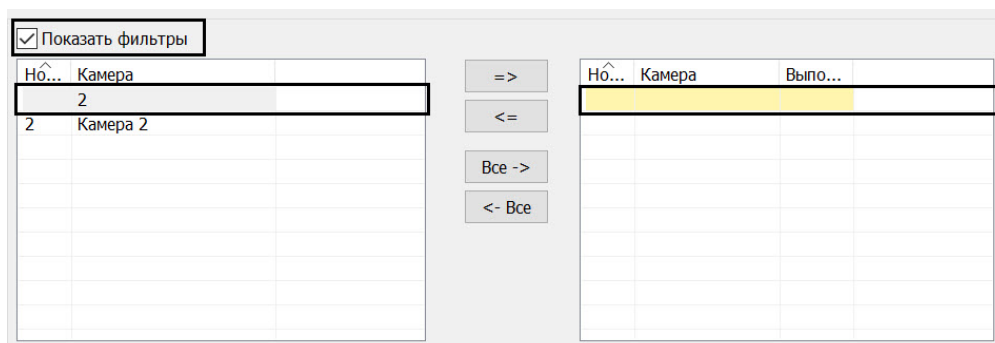 Показать фильтры
Но... Камера
2
2 Камера 2
=>
<=
Все ->
<- Все
Но... Камера Выпо...